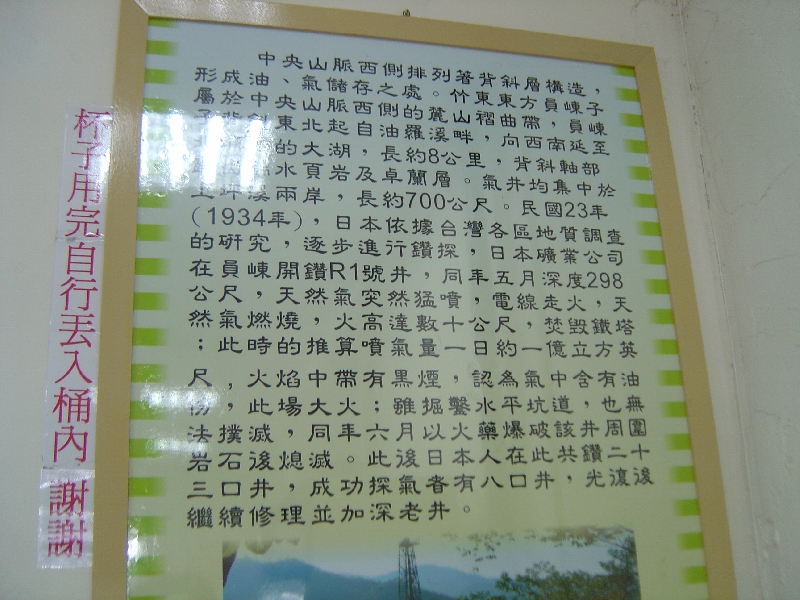 中央山脈西側排列著背斜層構造，
形成油、氣儲存之處。竹東東方員崠子
屬於中央山脈西側的麓山褶曲帶，員崠
子背斜東北起自油羅溪畔，向西南延至
的大湖，長約8公里，背斜軸部
水頁岩及卓蘭層。氣井均集中於
上坪溪兩岸，長約700公尺。民國23年
(1934年)，日本依據台灣各區地質調查
的研究，逐步進行鑽探，日本礦業公司
在員崠開鑽R1號井，同年五月深度298
公尺，天然氣突然猛噴，電線走火，天
然氣燃燒，火高達數十公尺，焚毀鐵塔
；此時的推算噴氣量一日約一億立方英
尺，火焰中帶有黑煙，認為氣中含有油
份，此場大火；雖掘鑿水平坑道，也無
法撲滅，同年六月以火藥爆破該井周圍
岩石後熄滅。此後日本人在此共鑽二十
三口井，成功探氣者有八口井，光復後
繼續修理並加深老井。
杯子用完自行丟入桶內 謝謝